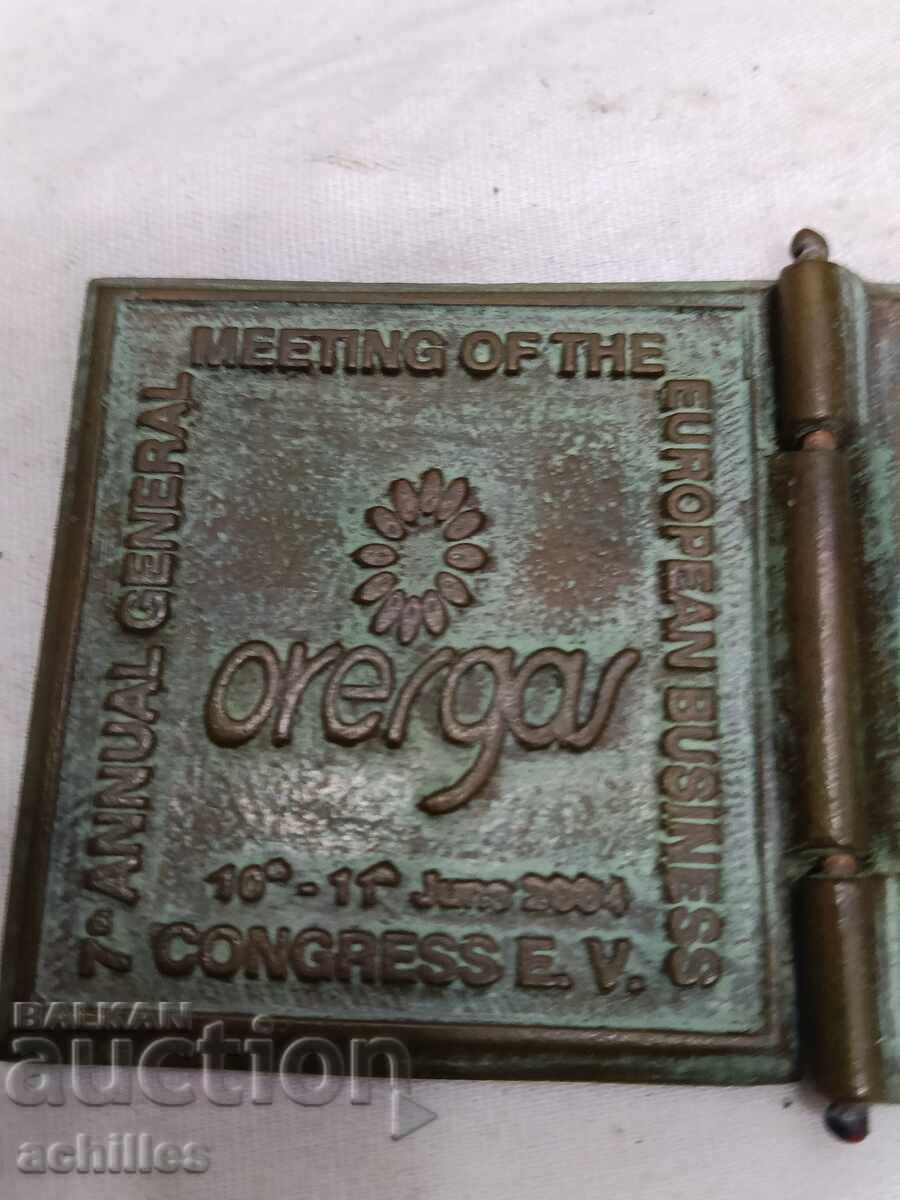 7th ANNUAL GENERAL
MEETING OF THE
EUROPEAN BUSINESS
CONGRESS E.V.
orergas
10th - 11th June 2004
BALKAN
auction
achilles